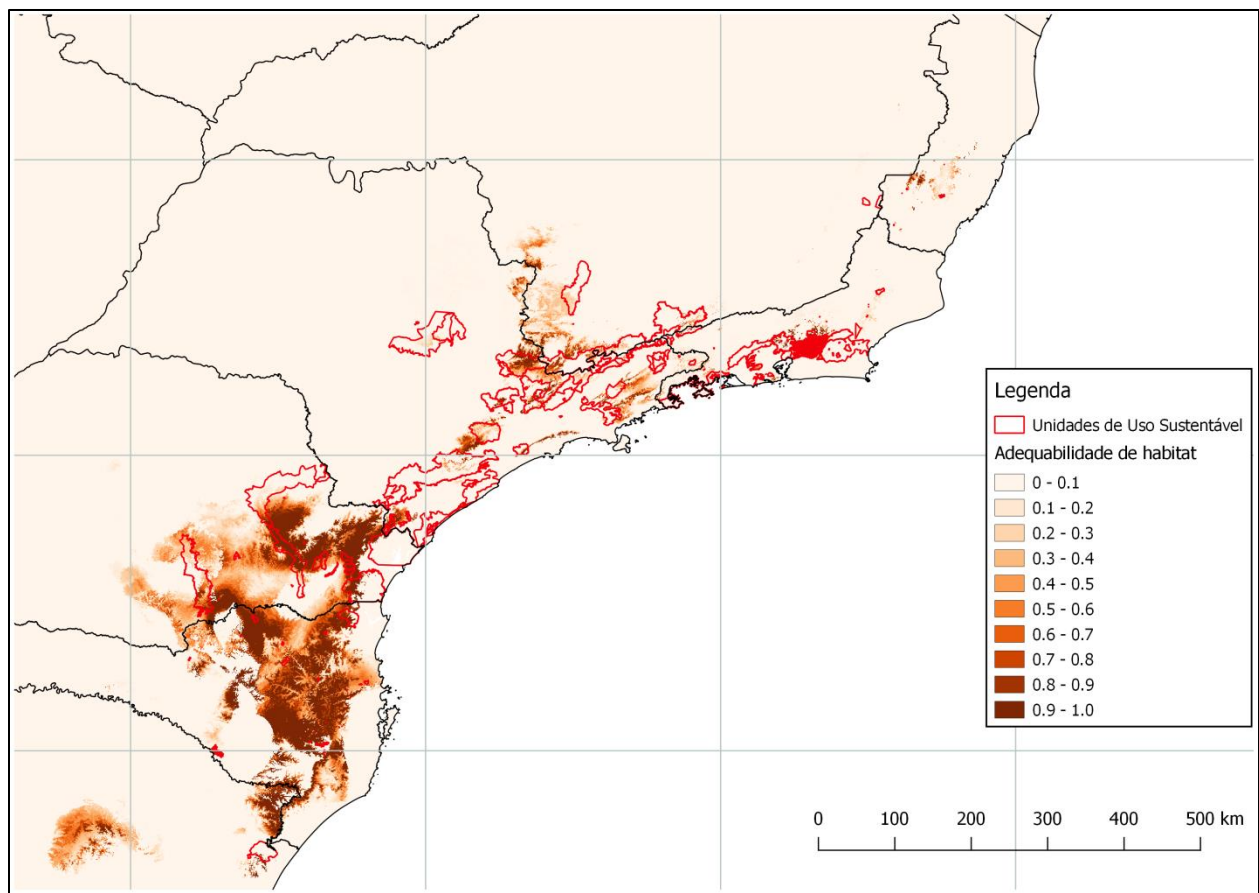 Legenda
Unidades de Uso Sustentável
Adequabilidade de habitat
0 - 0.1
0.1 - 0.2
0.2 - 0.3
0.3 - 0.4
0.4 - 0.5
0.5 - 0.6
0.6 - 0.7
0.7 - 0.8
0.8 - 0.9
0.9 - 1.0
0 100 200 300 400 500 km